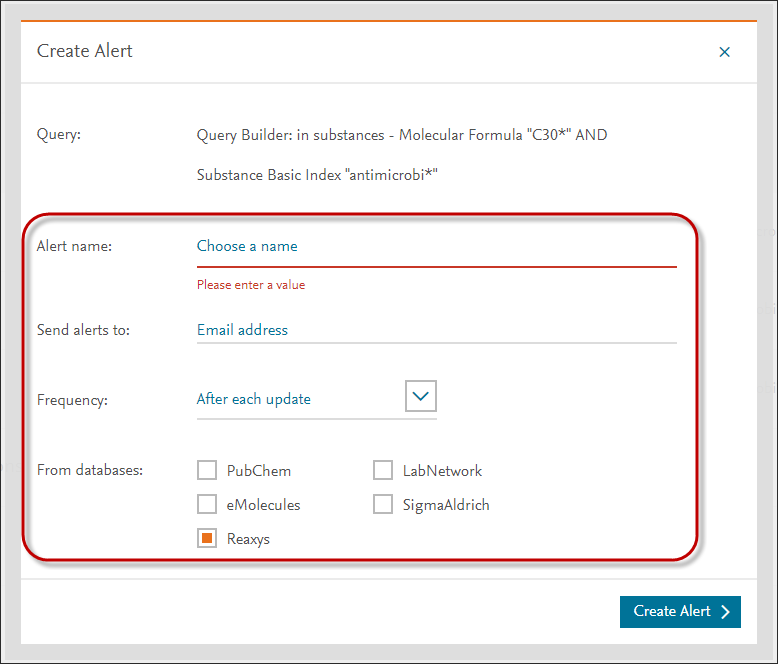 Create Alert
Query:
Query Builder: in substances - Molecular Formula "C30*" AND
Substance Basic Index "antimicrobi*"
Alert name:
Choose a name
Please enter a value
Send alerts to:
Email address
Frequency:
After each update
From databases:
PubChem
LabNetwork
eMolecules
SigmaAldrich
Reaxys
Create Alert